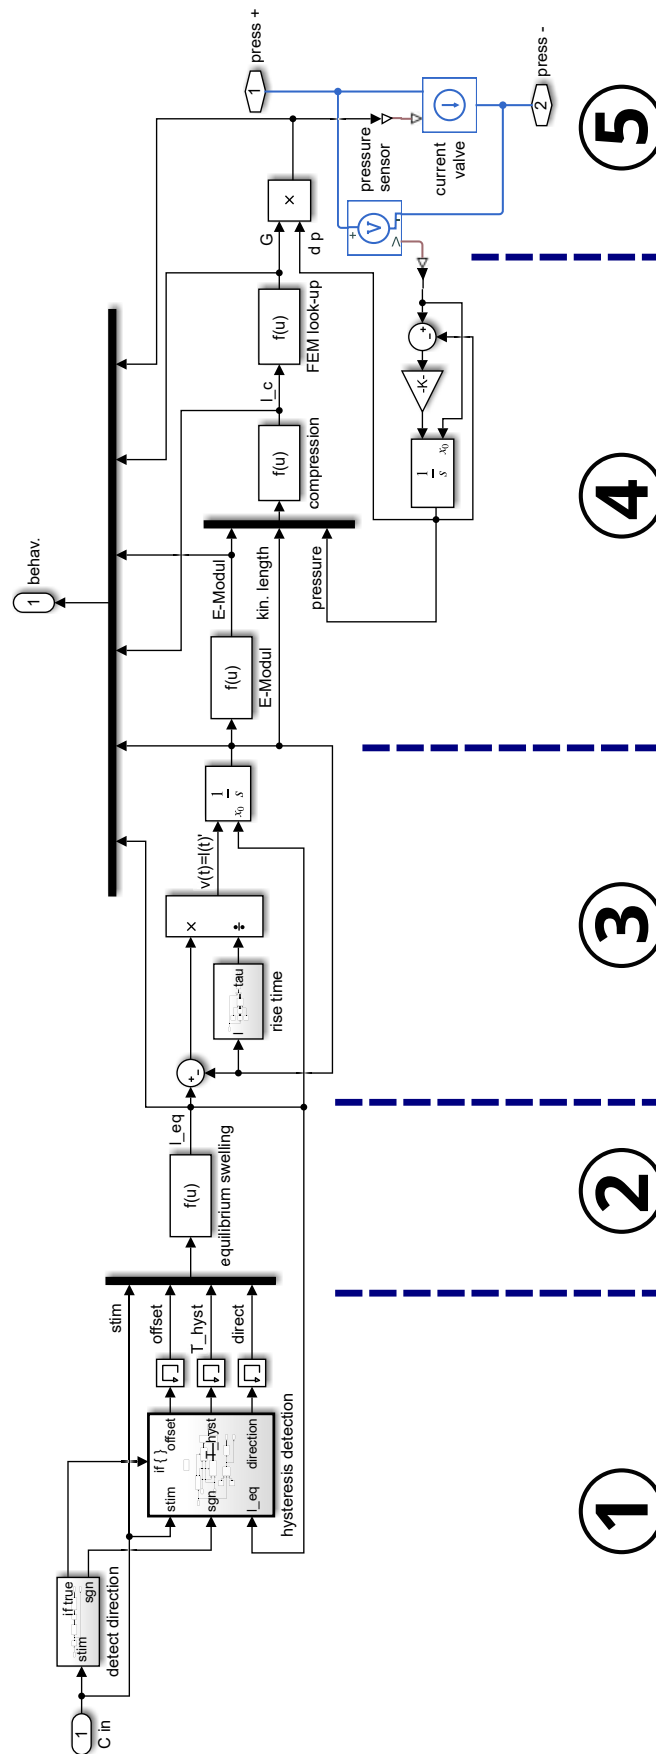 1
C in
stim
if true
sgn
detect direction
if { }
stim
sgn
l_eq
offset
T_hyst
direction
hysteresis detection
stim
offset
T_hyst
direct
f(u)
equilibrium swelling
l_eq
+
-
l
tau
rise time
×
÷
v(t)=l(t)'
1
s
x₀
f(u)
E-Modul
E-Modul
kin. length
pressure
f(u)
compression
l_c
f(u)
FEM look-up
G
d p
×
1
behav.
+
-
-K-
1
s
x₀
pressure
sensor
V
+
-
current
valve
1
press +
2
press -
1
2
3
4
5